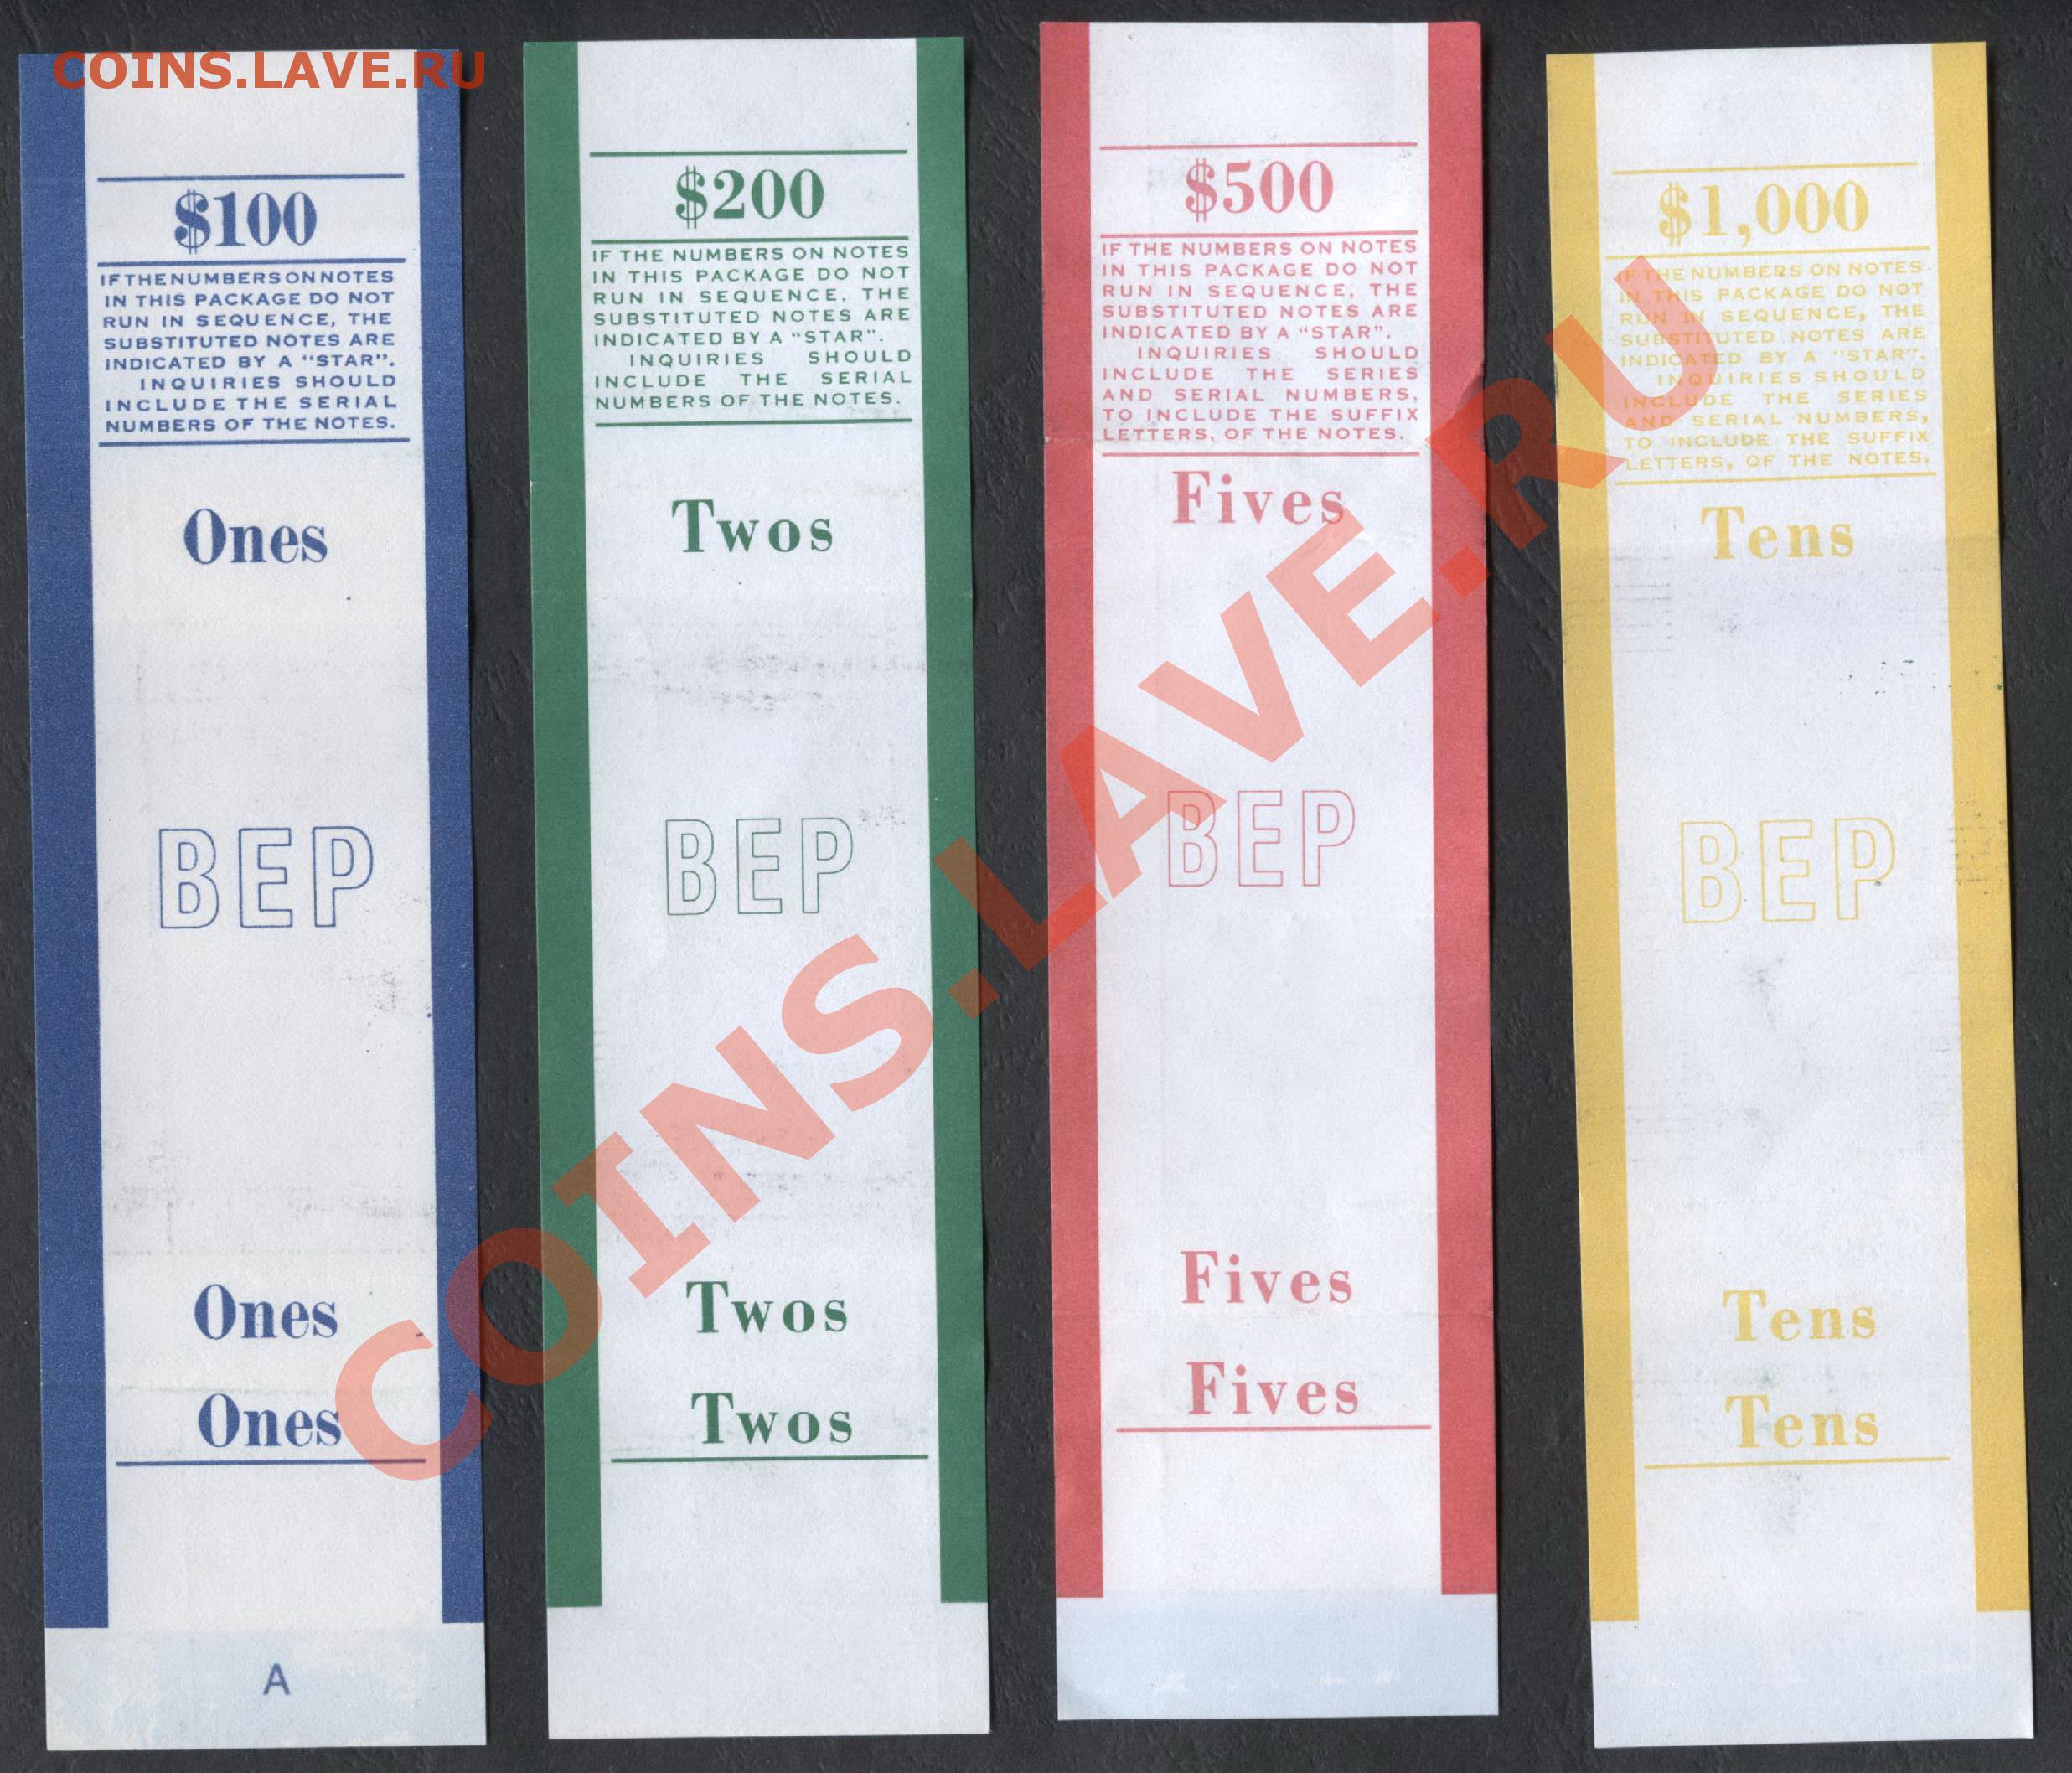 COINS.LAVE.RU
$100
IF THE NUMBERS ON NOTES
IN THIS PACKAGE DO NOT
RUN IN SEQUENCE, THE
SUBSTITUTED NOTES ARE
INDICATED BY A "STAR".
INQUIRIES SHOULD
INCLUDE THE SERIAL
NUMBERS OF THE NOTES.
Ones
BEP
Ones
Ones
A
$200
IF THE NUMBERS ON NOTES
IN THIS PACKAGE DO NOT
RUN IN SEQUENCE. THE
SUBSTITUTED NOTES ARE
INDICATED BY A "STAR".
INQUIRIES SHOULD
INCLUDE THE SERIAL
NUMBERS OF THE NOTES.
Twos
BEP
Twos
Twos
$500
IF THE NUMBERS ON NOTES
IN THIS PACKAGE DO NOT
RUN IN SEQUENCE, THE
SUBSTITUTED NOTES ARE
INDICATED BY A "STAR".
INQUIRIES SHOULD
INCLUDE THE SERIES
AND SERIAL NUMBERS,
TO INCLUDE THE SUFFIX
LETTERS, OF THE NOTES.
Fives
BEP
Fives
Fives
$1,000
IF THE NUMBERS ON NOTES
IN THIS PACKAGE DO NOT
RUN IN SEQUENCE, THE
SUBSTITUTED NOTES ARE
INDICATED BY A "STAR".
INQUIRIES SHOULD
INCLUDE THE SERIES
AND SERIAL NUMBERS,
TO INCLUDE THE SUFFIX
LETTERS, OF THE NOTES.
Tens
BEP
Tens
Tens
COINS.LAVE.RU